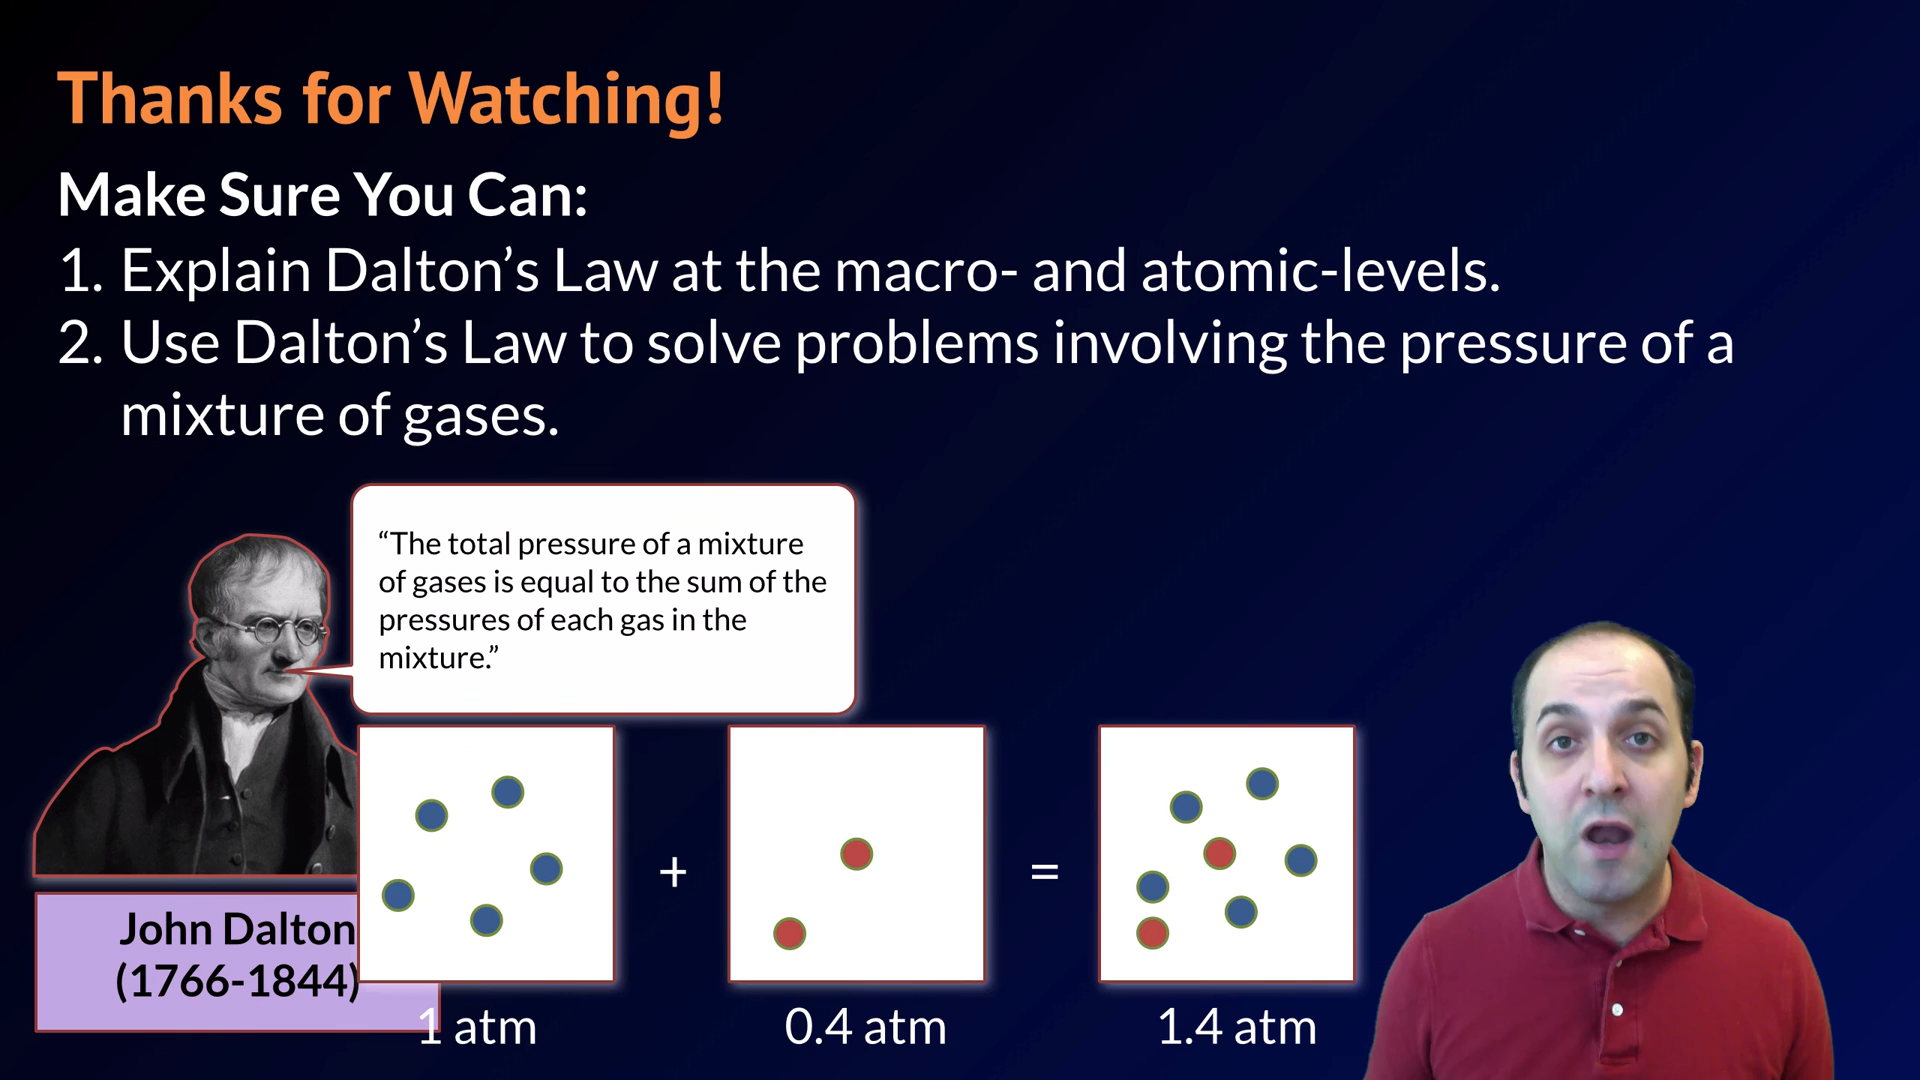 Thanks for Watching!
Make Sure You Can:
1. Explain Dalton’s Law at the macro- and atomic-levels.
2. Use Dalton’s Law to solve problems involving the pressure of a
mixture of gases.
“The total pressure of a mixture
of gases is equal to the sum of the
pressures of each gas in the
mixture.”
John Dalton
(1766-1844)
+
=
1 atm
0.4 atm
1.4 atm